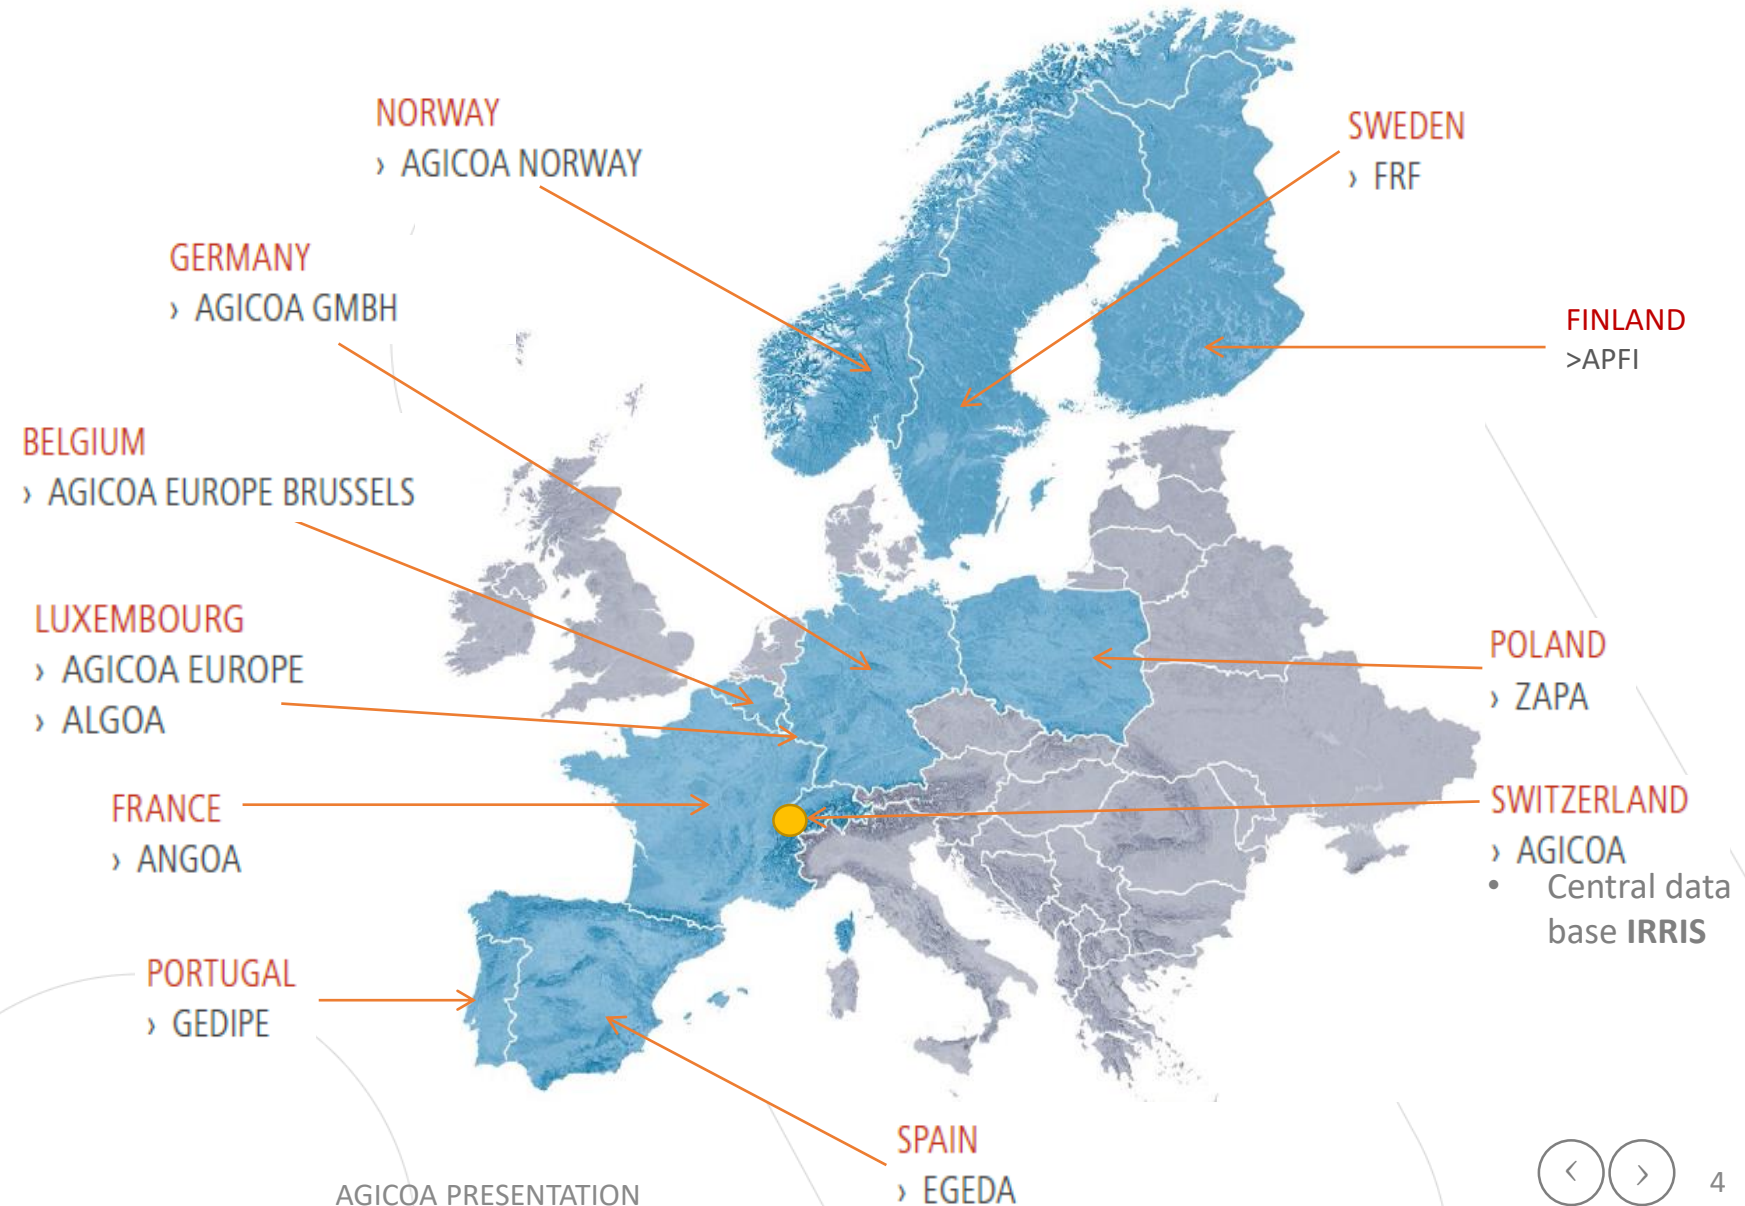 NORWAY
› AGICOA NORWAY
SWEDEN
› FRF
GERMANY
› AGICOA GMBH
FINLAND
>APFI
BELGIUM
› AGICOA EUROPE BRUSSELS
LUXEMBOURG
› AGICOA EUROPE
› ALGOA
POLAND
› ZAPA
FRANCE
› ANGOA
SWITZERLAND
› AGICOA
• Central data
base IRRIS
PORTUGAL
› GEDIPE
SPAIN
› EGEDA
AGICOA PRESENTATION
4